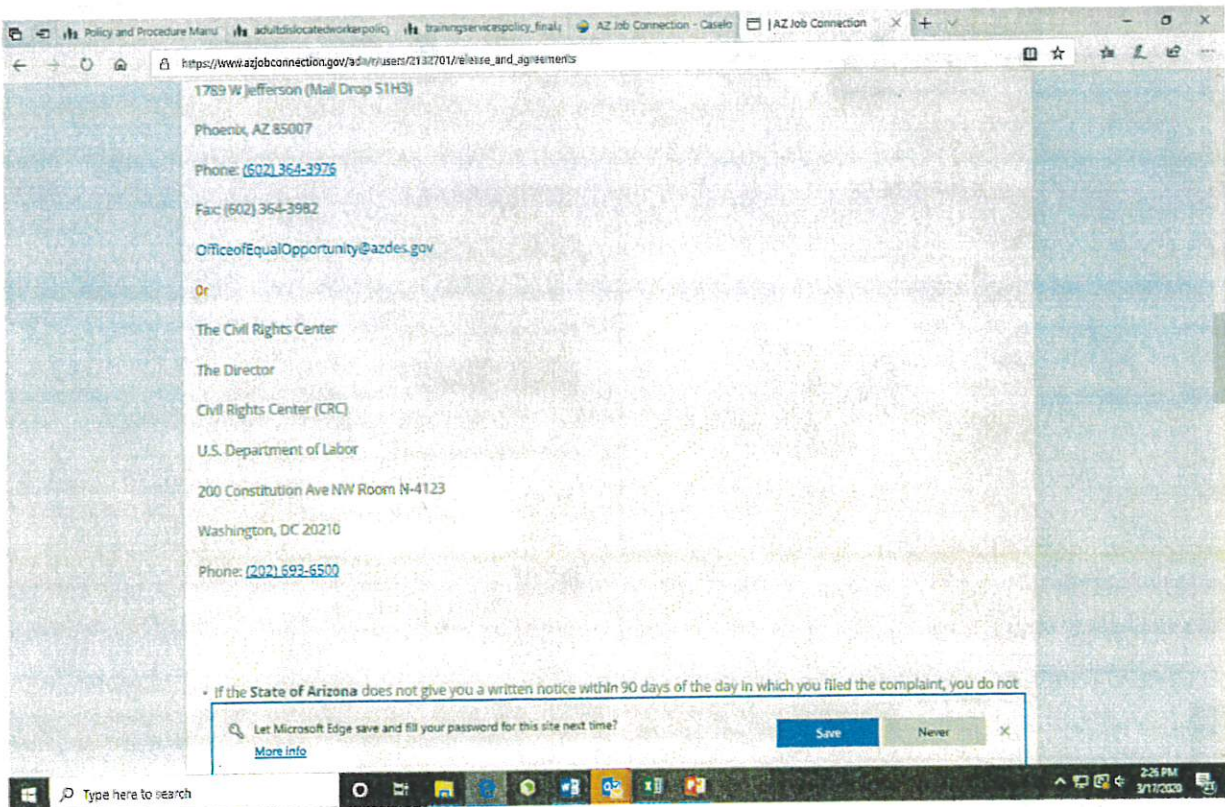 Policy and Procedure Manu
adultdislocatedworkerpolicy
trainingservicespolicy_final
AZ Job Connection - Caselo
| AZ Job Connection
https://www.azjobconnection.gov/ada/r/users/2132701/release_and_agreements
1789 W Jefferson (Mail Drop 51H3)
Phoenix, AZ 85007
Phone: (602) 364-3976
Fax: (602) 364-3982
OfficeofEqualOpportunity@azdes.gov
Or
The Civil Rights Center
The Director
Civil Rights Center (CRC)
U.S. Department of Labor
200 Constitution Ave NW Room N-4123
Washington, DC 20210
Phone: (202) 693-6500
• If the State of Arizona does not give you a written notice within 90 days of the day in which you filed the complaint, you do not
Let Microsoft Edge save and fill your password for this site next time?
Save
Never
More info
Type here to search
2:26 PM
3/17/2020